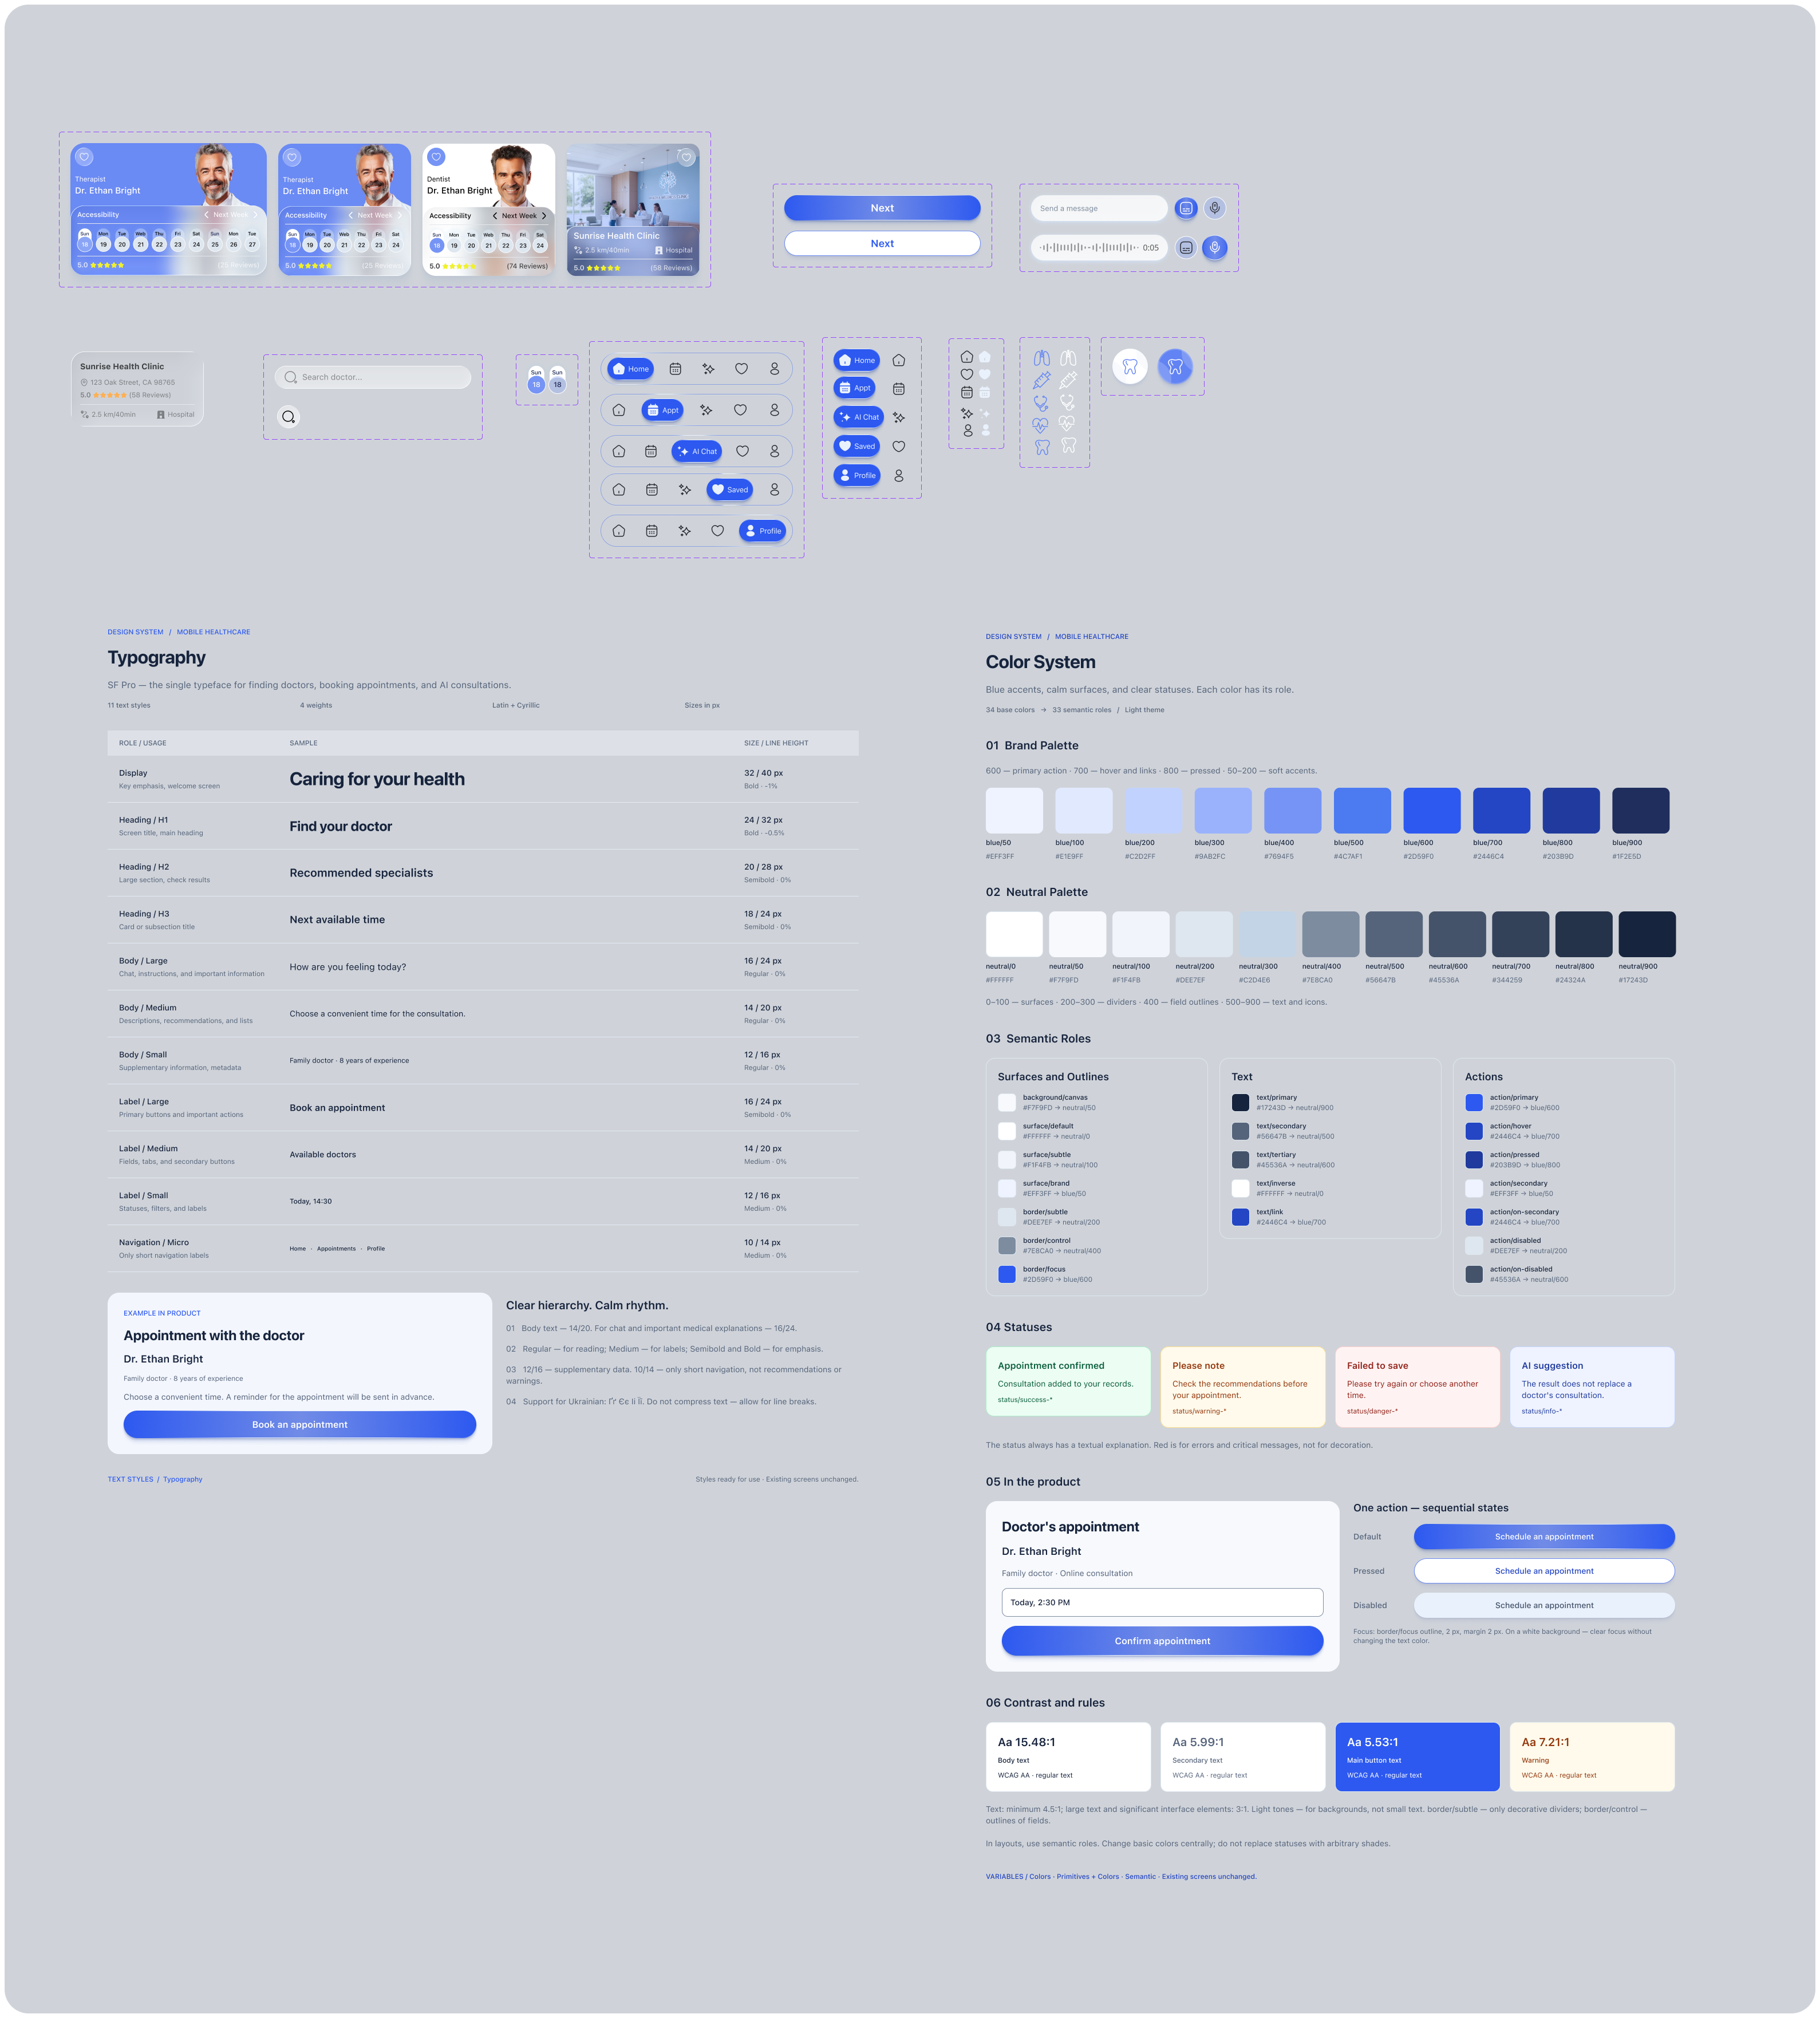 Therapist
Dr. Ethan Bright
Accessibility
Next Week
Sun Mon Tue Web Thu Fri Sat Sun Mon Tue
18 19 20 21 22 23 24 25 26 27
5.0
(25 Reviews)
Therapist
Dr. Ethan Bright
Accessibility
Next Week
Sun Mon Tue Web Thu Fri Sat
18 19 20 21 22 23 24
5.0
(25 Reviews)
Dentist
Dr. Ethan Bright
Accessibility
Next Week
Sun Mon Tue Web Thu Fri Sat
18 19 20 21 22 23 24
5.0
(74 Reviews)
Sunrise Health Clinic
2.5 km/40min
Hospital
5.0
(58 Reviews)
Next
Next
Send a message
0:05
Sunrise Health Clinic
123 Oak Street, CA 98765
5.0
(58 Reviews)
2.5 km/40min
Hospital
Search doctor...
Sun Sun
18 18
Home
Appt
AI Chat
Saved
Profile
Home
Appt
AI Chat
Saved
Profile
DESIGN SYSTEM / MOBILE HEALTHCARE
Typography
SF Pro — the single typeface for finding doctors, booking appointments, and AI consultations.
11 text styles
4 weights
Latin + Cyrillic
Sizes in px
ROLE / USAGE
SAMPLE
SIZE / LINE HEIGHT
Display
Key emphasis, welcome screen
Caring for your health
32 / 40 px
Bold · -1%
Heading / H1
Screen title, main heading
Find your doctor
24 / 32 px
Bold · -0.5%
Heading / H2
Large section, check results
Recommended specialists
20 / 28 px
Semibold · 0%
Heading / H3
Card or subsection title
Next available time
18 / 24 px
Semibold · 0%
Body / Large
Chat, instructions, and important information
How are you feeling today?
16 / 24 px
Regular · 0%
Body / Medium
Descriptions, recommendations, and lists
Choose a convenient time for the consultation.
14 / 20 px
Regular · 0%
Body / Small
Supplementary information, metadata
Family doctor · 8 years of experience
12 / 16 px
Regular · 0%
Label / Large
Primary buttons and important actions
Book an appointment
16 / 24 px
Semibold · 0%
Label / Medium
Fields, tabs, and secondary buttons
Available doctors
14 / 20 px
Medium · 0%
Label / Small
Statuses, filters, and labels
Today, 14:30
12 / 16 px
Medium · 0%
Navigation / Micro
Only short navigation labels
Home · Appointments · Profile
10 / 14 px
Medium · 0%
EXAMPLE IN PRODUCT
Appointment with the doctor
Dr. Ethan Bright
Family doctor · 8 years of experience
Choose a convenient time. A reminder for the appointment will be sent in advance.
Book an appointment
Clear hierarchy. Calm rhythm.
01 Body text — 14/20. For chat and important medical explanations — 16/24.
02 Regular — for reading; Medium — for labels; Semibold and Bold — for emphasis.
03 12/16 — supplementary data. 10/14 — only short navigation, not recommendations or
warnings.
04 Support for Ukrainian: Ґґ Єє Іі Її. Do not compress text — allow for line breaks.
TEXT STYLES / Typography
Styles ready for use · Existing screens unchanged.
DESIGN SYSTEM / MOBILE HEALTHCARE
Color System
Blue accents, calm surfaces, and clear statuses. Each color has its role.
34 base colors → 33 semantic roles / Light theme
01 Brand Palette
600 — primary action · 700 — hover and links · 800 — pressed · 50–200 — soft accents.
blue/50 blue/100 blue/200 blue/300 blue/400 blue/500 blue/600 blue/700 blue/800 blue/900
#EFF3FF #E1E9FF #C2D2FF #9AB2FC #7694F5 #4C7AF1 #2D59F0 #2446C4 #203B9D #1F2E5D
02 Neutral Palette
neutral/0 neutral/50 neutral/100 neutral/200 neutral/300 neutral/400 neutral/500 neutral/600 neutral/700 neutral/800 neutral/900
#FFFFFF #F7F9FD #F1F4FB #DEE7EF #C2D4E6 #7E8CA0 #56647B #45536A #344259 #24324A #17243D
0–100 — surfaces · 200–300 — dividers · 400 — field outlines · 500–900 — text and icons.
03 Semantic Roles
Surfaces and Outlines
background/canvas
#F7F9FD → neutral/50
surface/default
#FFFFFF → neutral/0
surface/subtle
#F1F4FB → neutral/100
surface/brand
#EFF3FF → blue/50
border/subtle
#DEE7EF → neutral/200
border/control
#7E8CA0 → neutral/400
border/focus
#2D59F0 → blue/600
Text
text/primary
#17243D → neutral/900
text/secondary
#56647B → neutral/500
text/tertiary
#45536A → neutral/600
text/inverse
#FFFFFF → neutral/0
text/link
#2446C4 → blue/700
Actions
action/primary
#2D59F0 → blue/600
action/hover
#2446C4 → blue/700
action/pressed
#203B9D → blue/800
action/secondary
#EFF3FF → blue/50
action/on-secondary
#2446C4 → blue/700
action/disabled
#DEE7EF → neutral/200
action/on-disabled
#45536A → neutral/600
04 Statuses
Appointment confirmed
Consultation added to your records.
status/success-*
Please note
Check the recommendations before
your appointment.
status/warning-*
Failed to save
Please try again or choose another
time.
status/danger-*
AI suggestion
The result does not replace a
doctor's consultation.
status/info-*
The status always has a textual explanation. Red is for errors and critical messages, not for decoration.
05 In the product
Doctor's appointment
Dr. Ethan Bright
Family doctor · Online consultation
Today, 2:30 PM
Confirm appointment
One action — sequential states
Default
Schedule an appointment
Pressed
Schedule an appointment
Disabled
Schedule an appointment
Focus: border/focus outline, 2 px, margin 2 px. On a white background — clear focus without
changing the text color.
06 Contrast and rules
Aa 15.48:1
Body text
WCAG AA · regular text
Aa 5.99:1
Secondary text
WCAG AA · regular text
Aa 5.53:1
Main button text
WCAG AA · regular text
Aa 7.21:1
Warning
WCAG AA · regular text
Text: minimum 4.5:1; large text and significant interface elements: 3:1. Light tones — for backgrounds, not small text. border/subtle — only decorative dividers; border/control —
outlines of fields.
In layouts, use semantic roles. Change basic colors centrally; do not replace statuses with arbitrary shades.
VARIABLES / Colors · Primitives + Colors · Semantic · Existing screens unchanged.